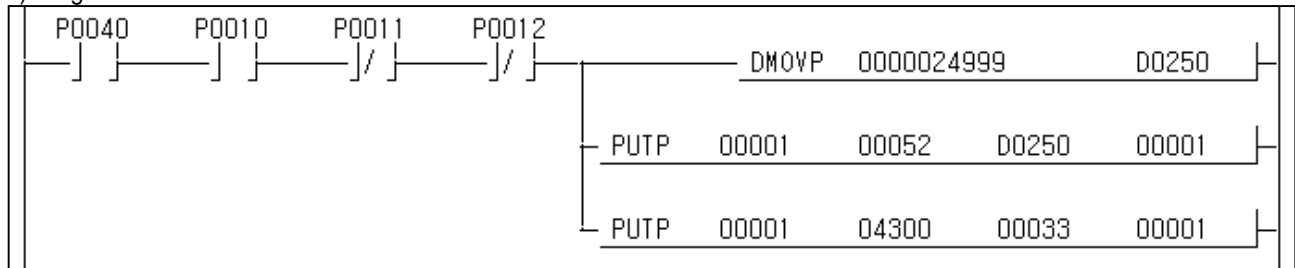 P0040 P0010 P0011 P0012
DMOVP 0000024999 D0250
PUTP 00001 00052 D0250 00001
PUTP 00001 04300 00033 00001